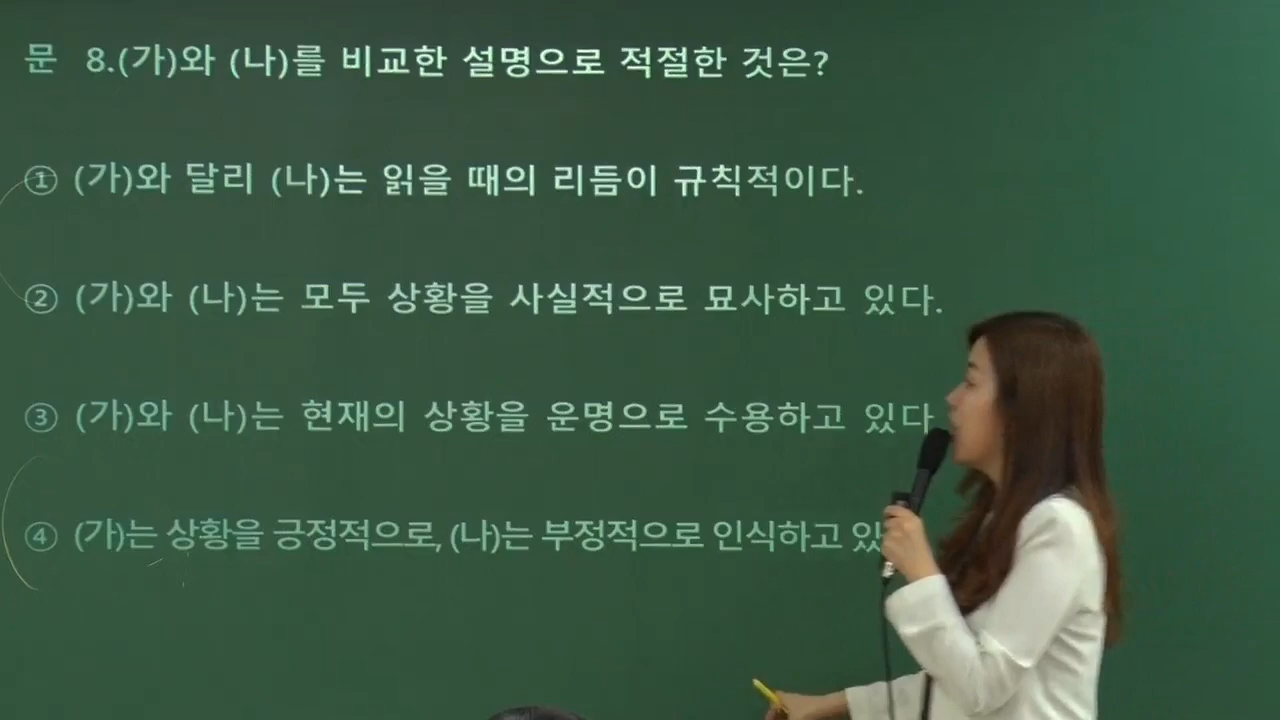 문 8.(가)와 (나)를 비교한 설명으로 적절한 것은?
① (가)와 달리 (나)는 읽을 때의 리듬이 규칙적이다.
② (가)와 (나)는 모두 상황을 사실적으로 묘사하고 있다.
③ (가)와 (나)는 현재의 상황을 운명으로 수용하고 있다
④ (가)는 상황을 긍정적으로, (나)는 부정적으로 인식하고 있